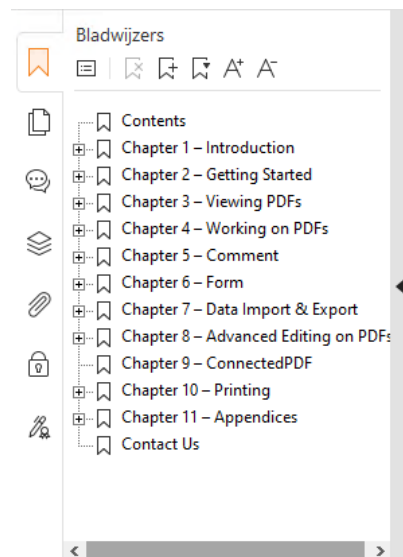 Bladwijzers
Contents
Chapter 1 – Introduction
Chapter 2 – Getting Started
Chapter 3 – Viewing PDFs
Chapter 4 – Working on PDFs
Chapter 5 – Comment
Chapter 6 – Form
Chapter 7 – Data Import & Export
Chapter 8 – Advanced Editing on PDFs
Chapter 9 – ConnectedPDF
Chapter 10 – Printing
Chapter 11 – Appendices
Contact Us